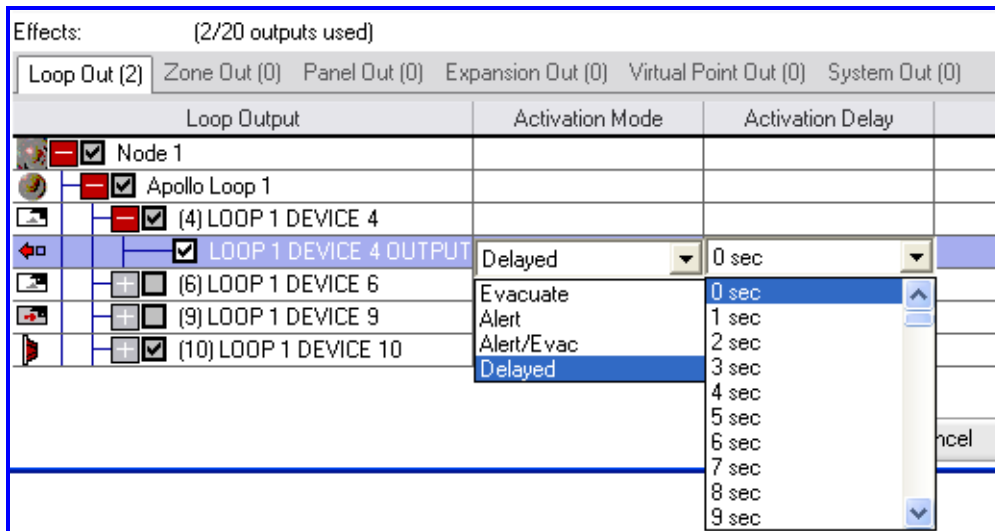 Effects: (2/20 outputs used)
Loop Out (2) Zone Out (0) Panel Out (0) Expansion Out (0) Virtual Point Out (0) System Out (0)
Loop Output Activation Mode Activation Delay
Node 1
Apollo Loop 1
(4) LOOP 1 DEVICE 4
LOOP 1 DEVICE 4 OUTPUT Delayed 0 sec
(6) LOOP 1 DEVICE 6
(9) LOOP 1 DEVICE 9
(10) LOOP 1 DEVICE 10
Evacuate
Alert
Alert/Evac
Delayed
0 sec
1 sec
2 sec
3 sec
4 sec
5 sec
6 sec
7 sec
8 sec
9 sec
ncel